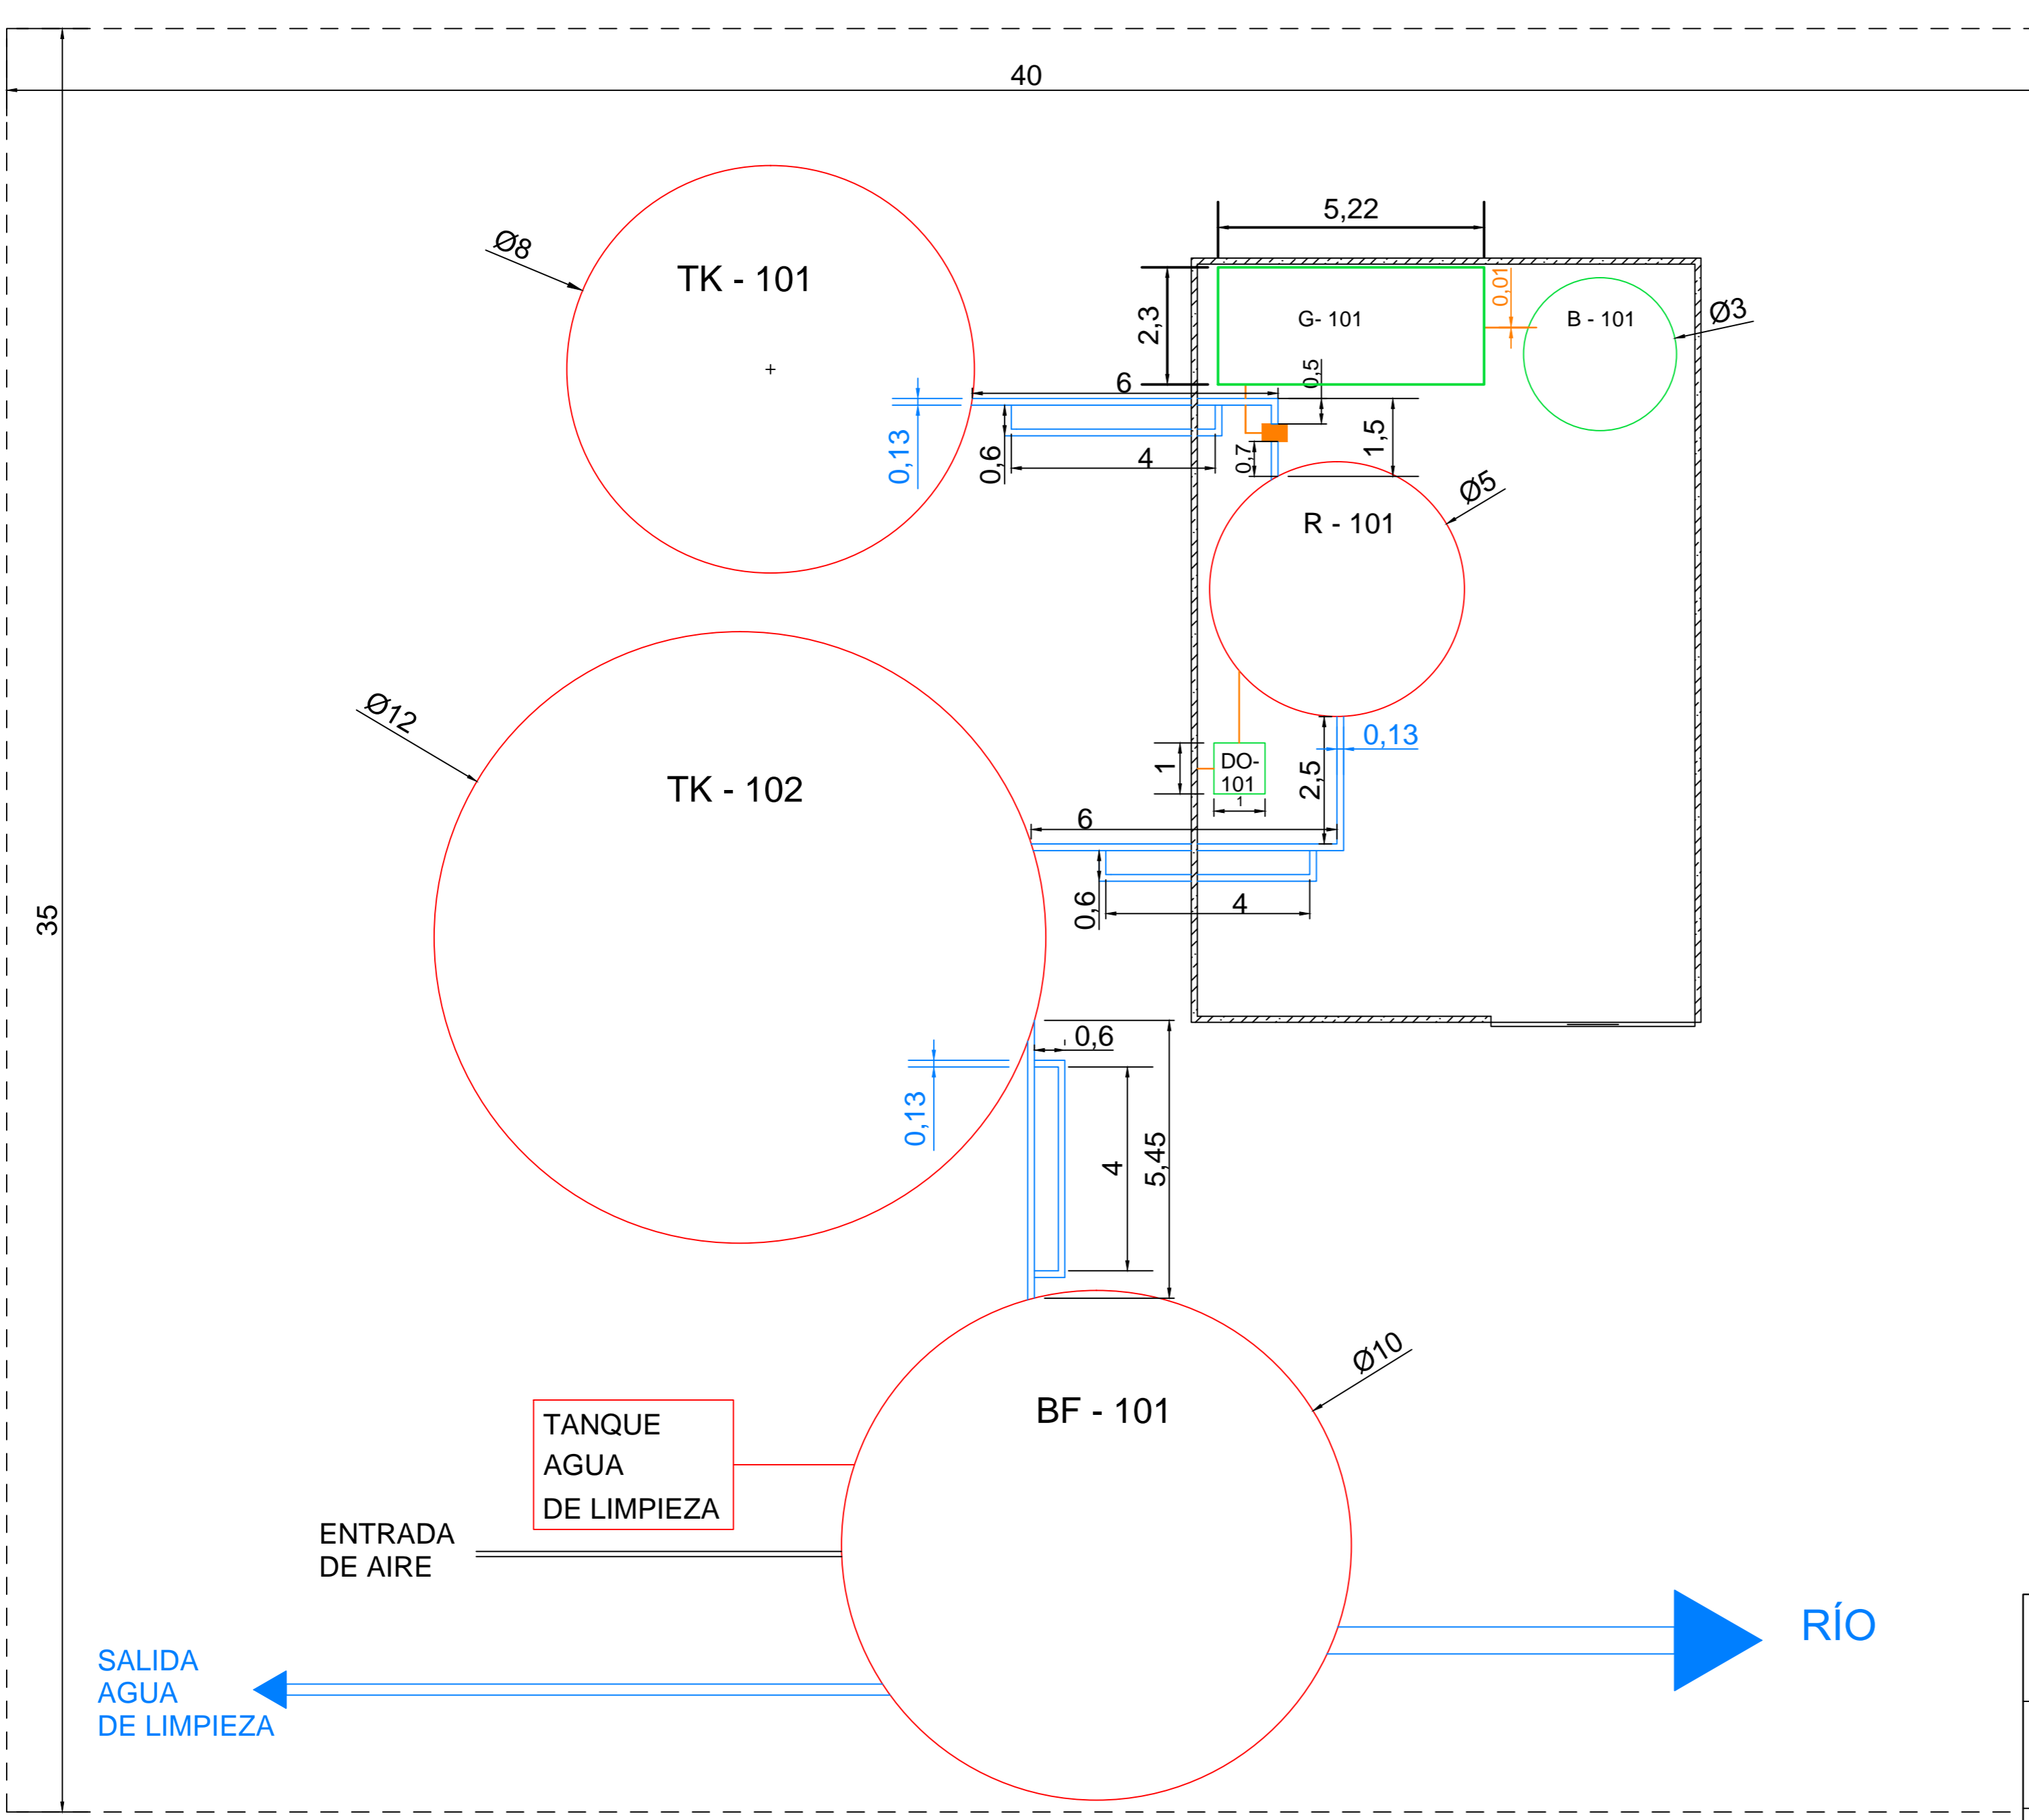 40
5,22
Ø8
TK - 101
2,3
G- 101
0,01
B - 101
Ø3
6
0,5
0,13
0,6
4
0,7
1,5
R - 101
Ø5
Ø12
TK - 102
0,13
1
DO-
101
1
2,5
6
0,6
4
35
0,6
0,13
4
5,45
Ø10
BF - 101
TANQUE
AGUA
DE LIMPIEZA
ENTRADA
DE AIRE
RÍO
SALIDA
AGUA
DE LIMPIEZA